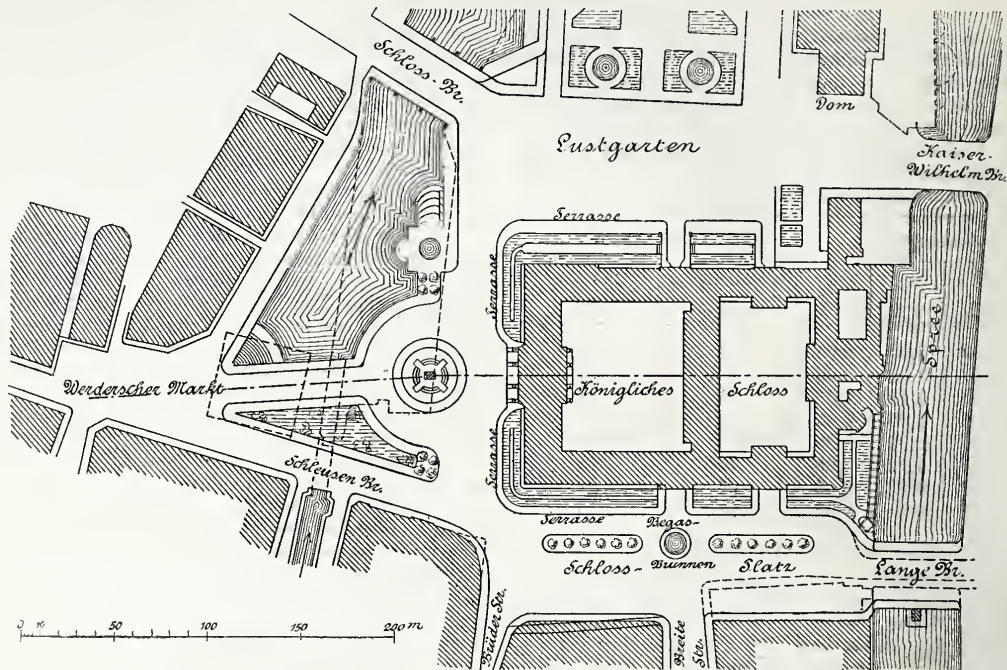 Schloss-Br.
Dom
Lustgarten
Kaiser-
Wilhelm Br.
Terrasse
Terrasse
Spree
Werderscher Markt
Königliches Schloss
Terrasse
Schleusen Br.
Terrasse
Begas-
Brunnen
Schloss- Platz
Lange Br.
Brüder Str.
Breite
Str.
0 10 50 100 150 200 m